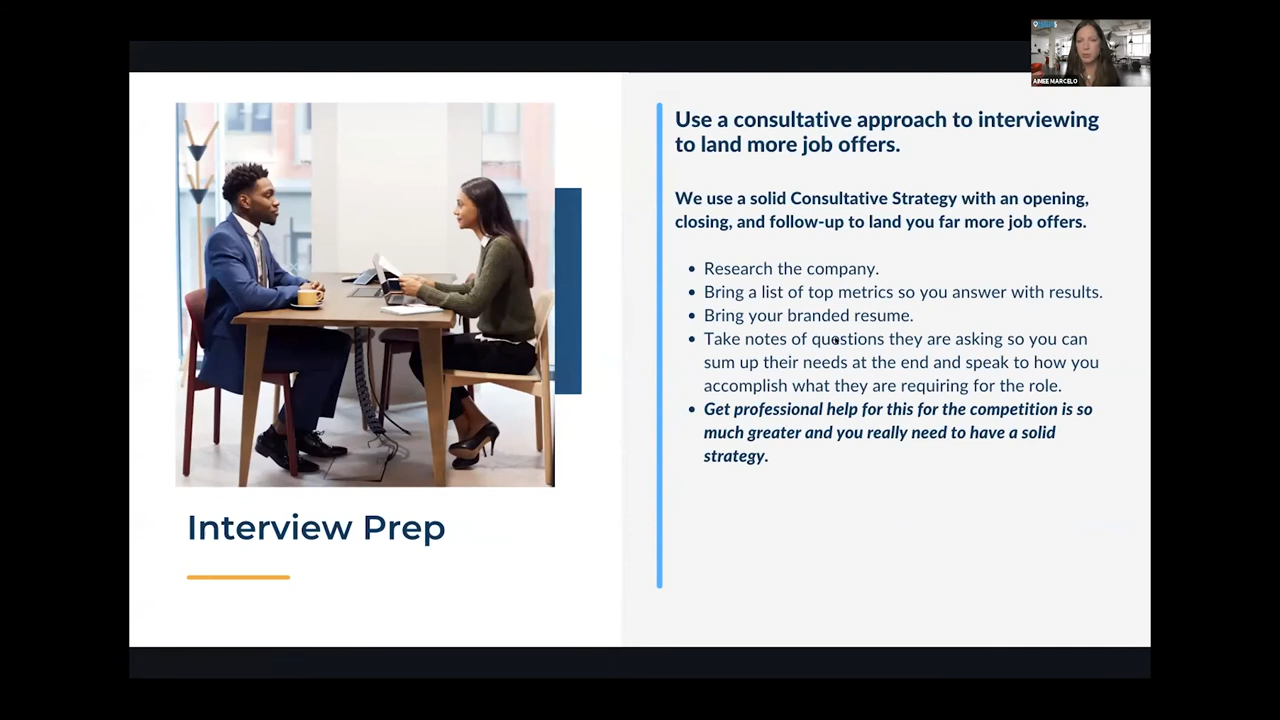 AIMEE MARCELO
Use a consultative approach to interviewing
to land more job offers.
We use a solid Consultative Strategy with an opening,
closing, and follow-up to land you far more job offers.
• Research the company.
• Bring a list of top metrics so you answer with results.
• Bring your branded resume.
• Take notes of questions they are asking so you can
sum up their needs at the end and speak to how you
accomplish what they are requiring for the role.
• Get professional help for this for the competition is so
much greater and you really need to have a solid
strategy.
Interview Prep